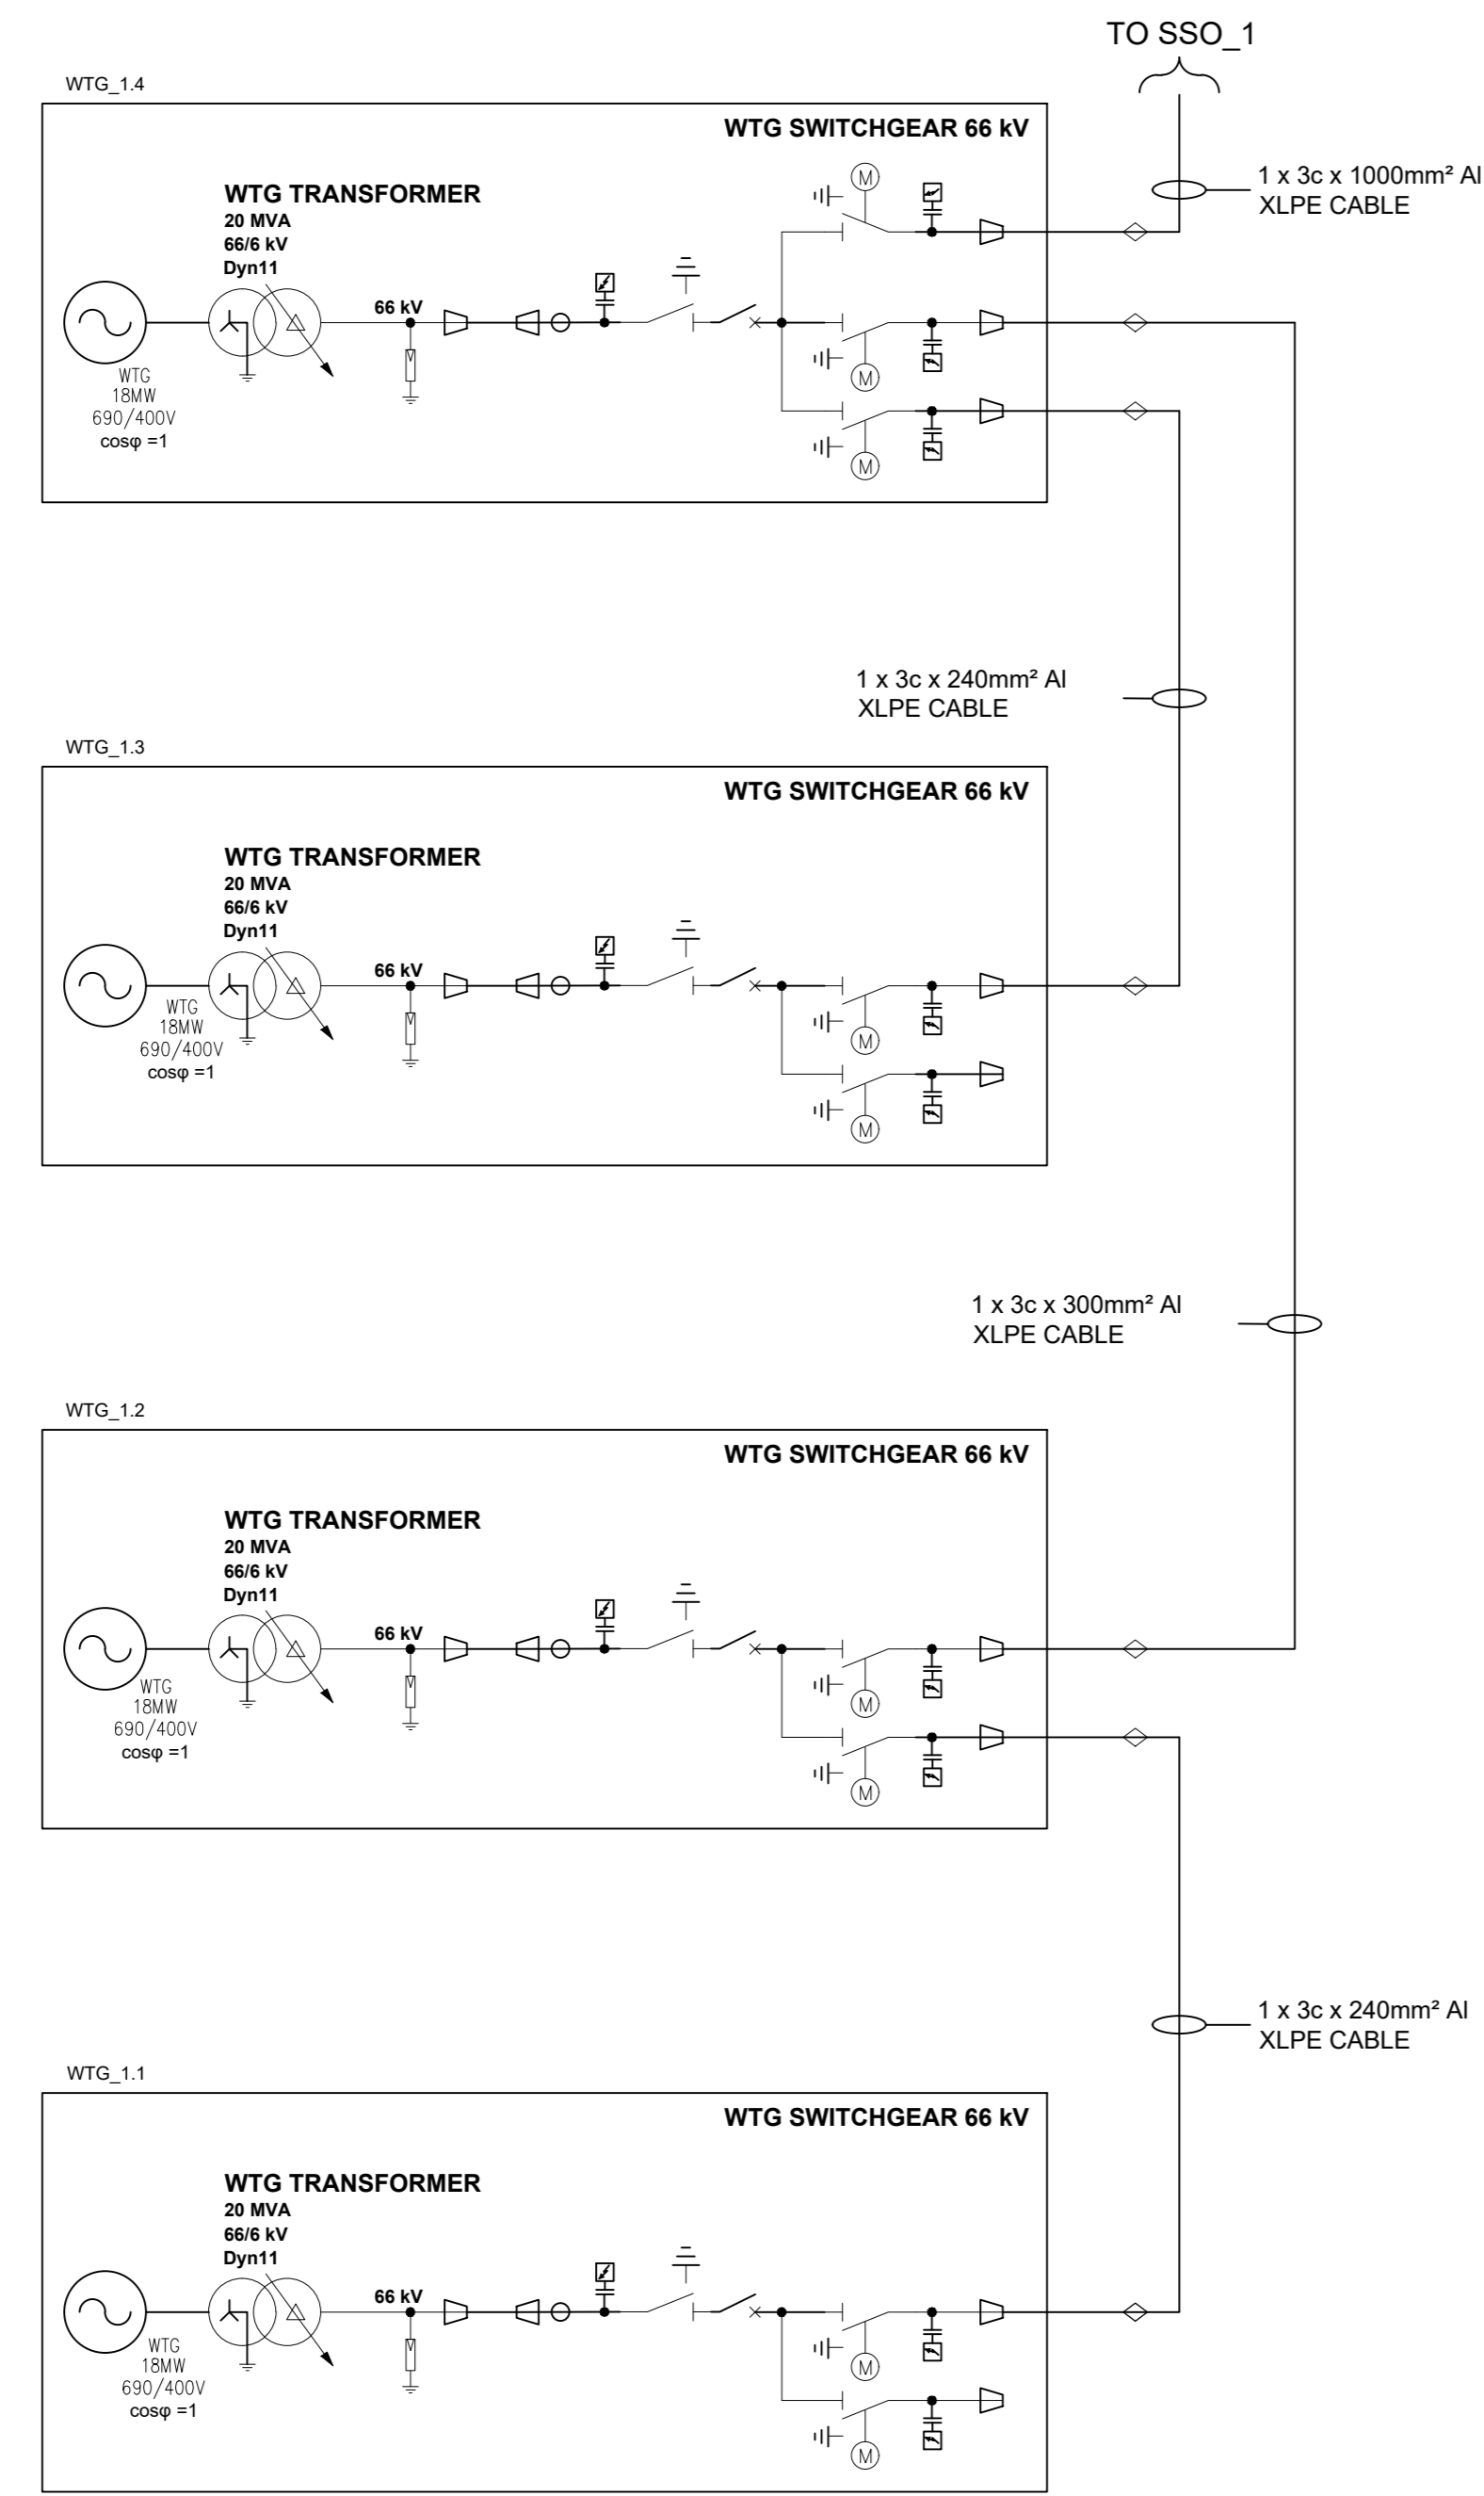 TO SSO_1
WTG_1.4
WTG SWITCHGEAR 66 kV
1 x 3c x 1000mm² Al
XLPE CABLE
WTG TRANSFORMER
20 MVA
66/6 kV
Dyn11
66 kV
M
M
M
WTG
18MW
690/400V
cosφ =1
1 x 3c x 240mm² Al
XLPE CABLE
WTG_1.3
WTG SWITCHGEAR 66 kV
WTG TRANSFORMER
20 MVA
66/6 kV
Dyn11
66 kV
WTG
18MW
690/400V
cosφ =1
M
M
1 x 3c x 300mm² Al
XLPE CABLE
WTG_1.2
WTG SWITCHGEAR 66 kV
WTG TRANSFORMER
20 MVA
66/6 kV
Dyn11
66 kV
WTG
18MW
690/400V
cosφ =1
M
M
1 x 3c x 240mm² Al
XLPE CABLE
WTG_1.1
WTG SWITCHGEAR 66 kV
WTG TRANSFORMER
20 MVA
66/6 kV
Dyn11
66 kV
WTG
18MW
690/400V
cosφ =1
M
M